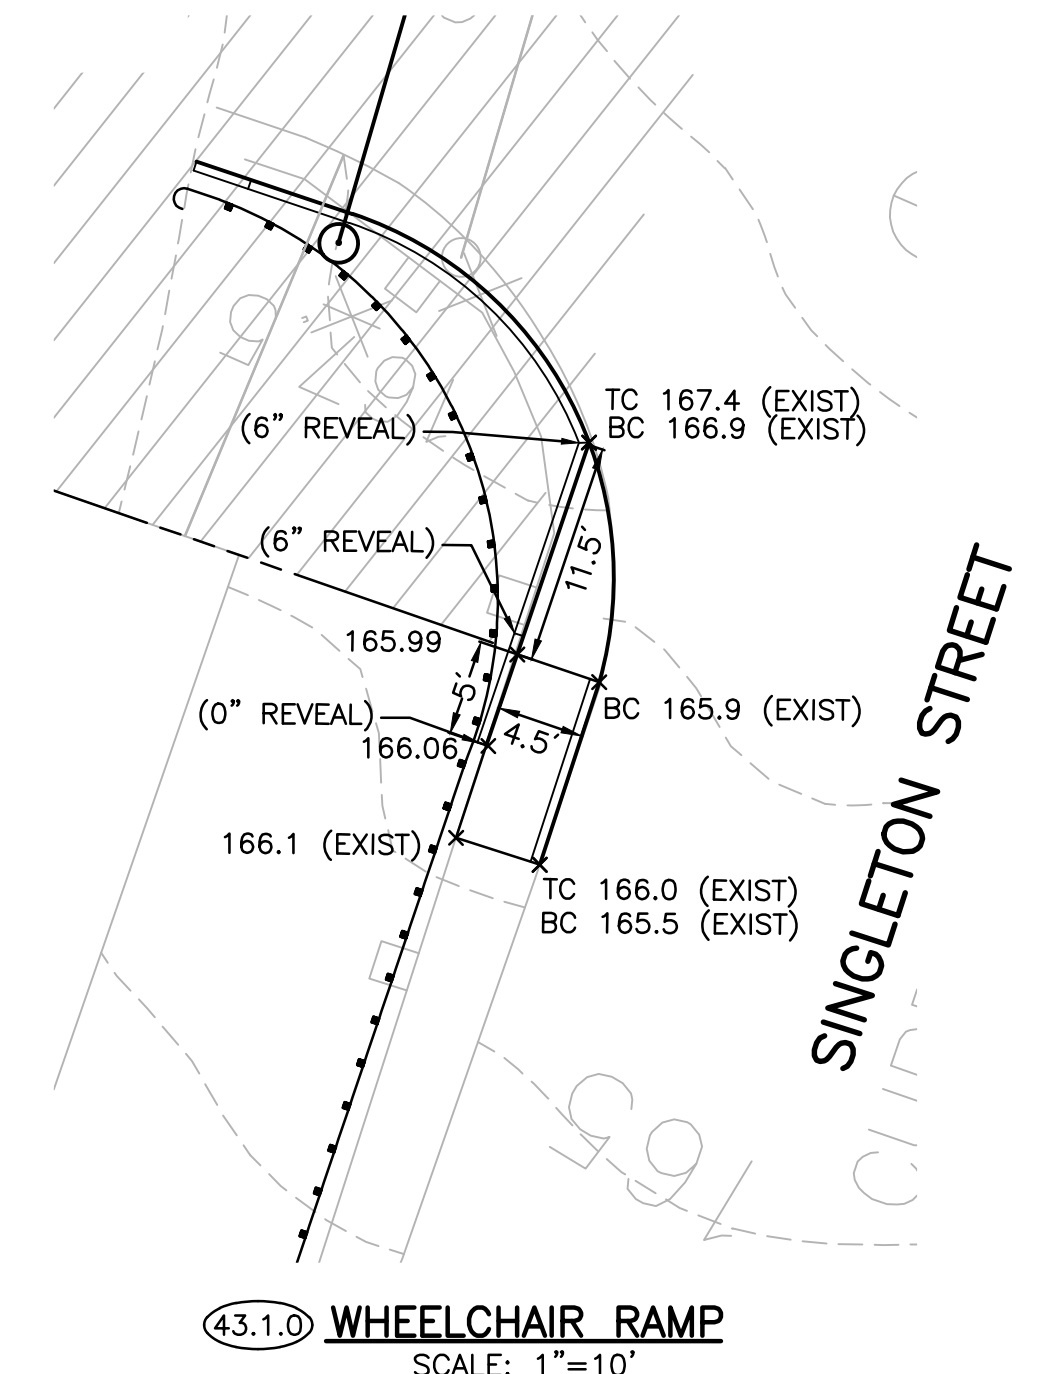 TC 167.4 (EXIST)
BC 166.9 (EXIST)
(6” REVEAL)
(6” REVEAL)
11.5′
165.99
5′
(0” REVEAL)
166.06
4.5′
BC 165.9 (EXIST)
166.1 (EXIST)
TC 166.0 (EXIST)
BC 165.5 (EXIST)
SINGLETON STREET
165
43.1.0 WHEELCHAIR RAMP
SCALE: 1”=10’